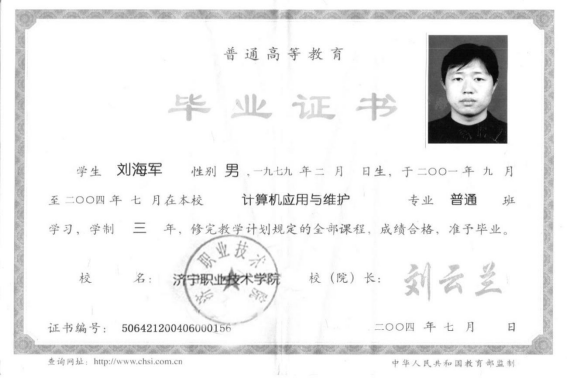 普通高等教育
毕业证书
学生 刘海军 性别 男 ，一九七九 年 二 月 日生，于 二〇〇一 年 九 月
至 二〇〇四 年 七 月在本校 计算机应用与维护 专业 普通 班
学习，学制 三 年，修完教学计划规定的全部课程，成绩合格，准予毕业。
校 名： 济宁职业技术学院 校（院）长： 刘云兰
证书编号： 506421200406000156 二〇〇四 年 七 月 日
查询网址：http://www.chsi.com.cn 中华人民共和国教育部监制